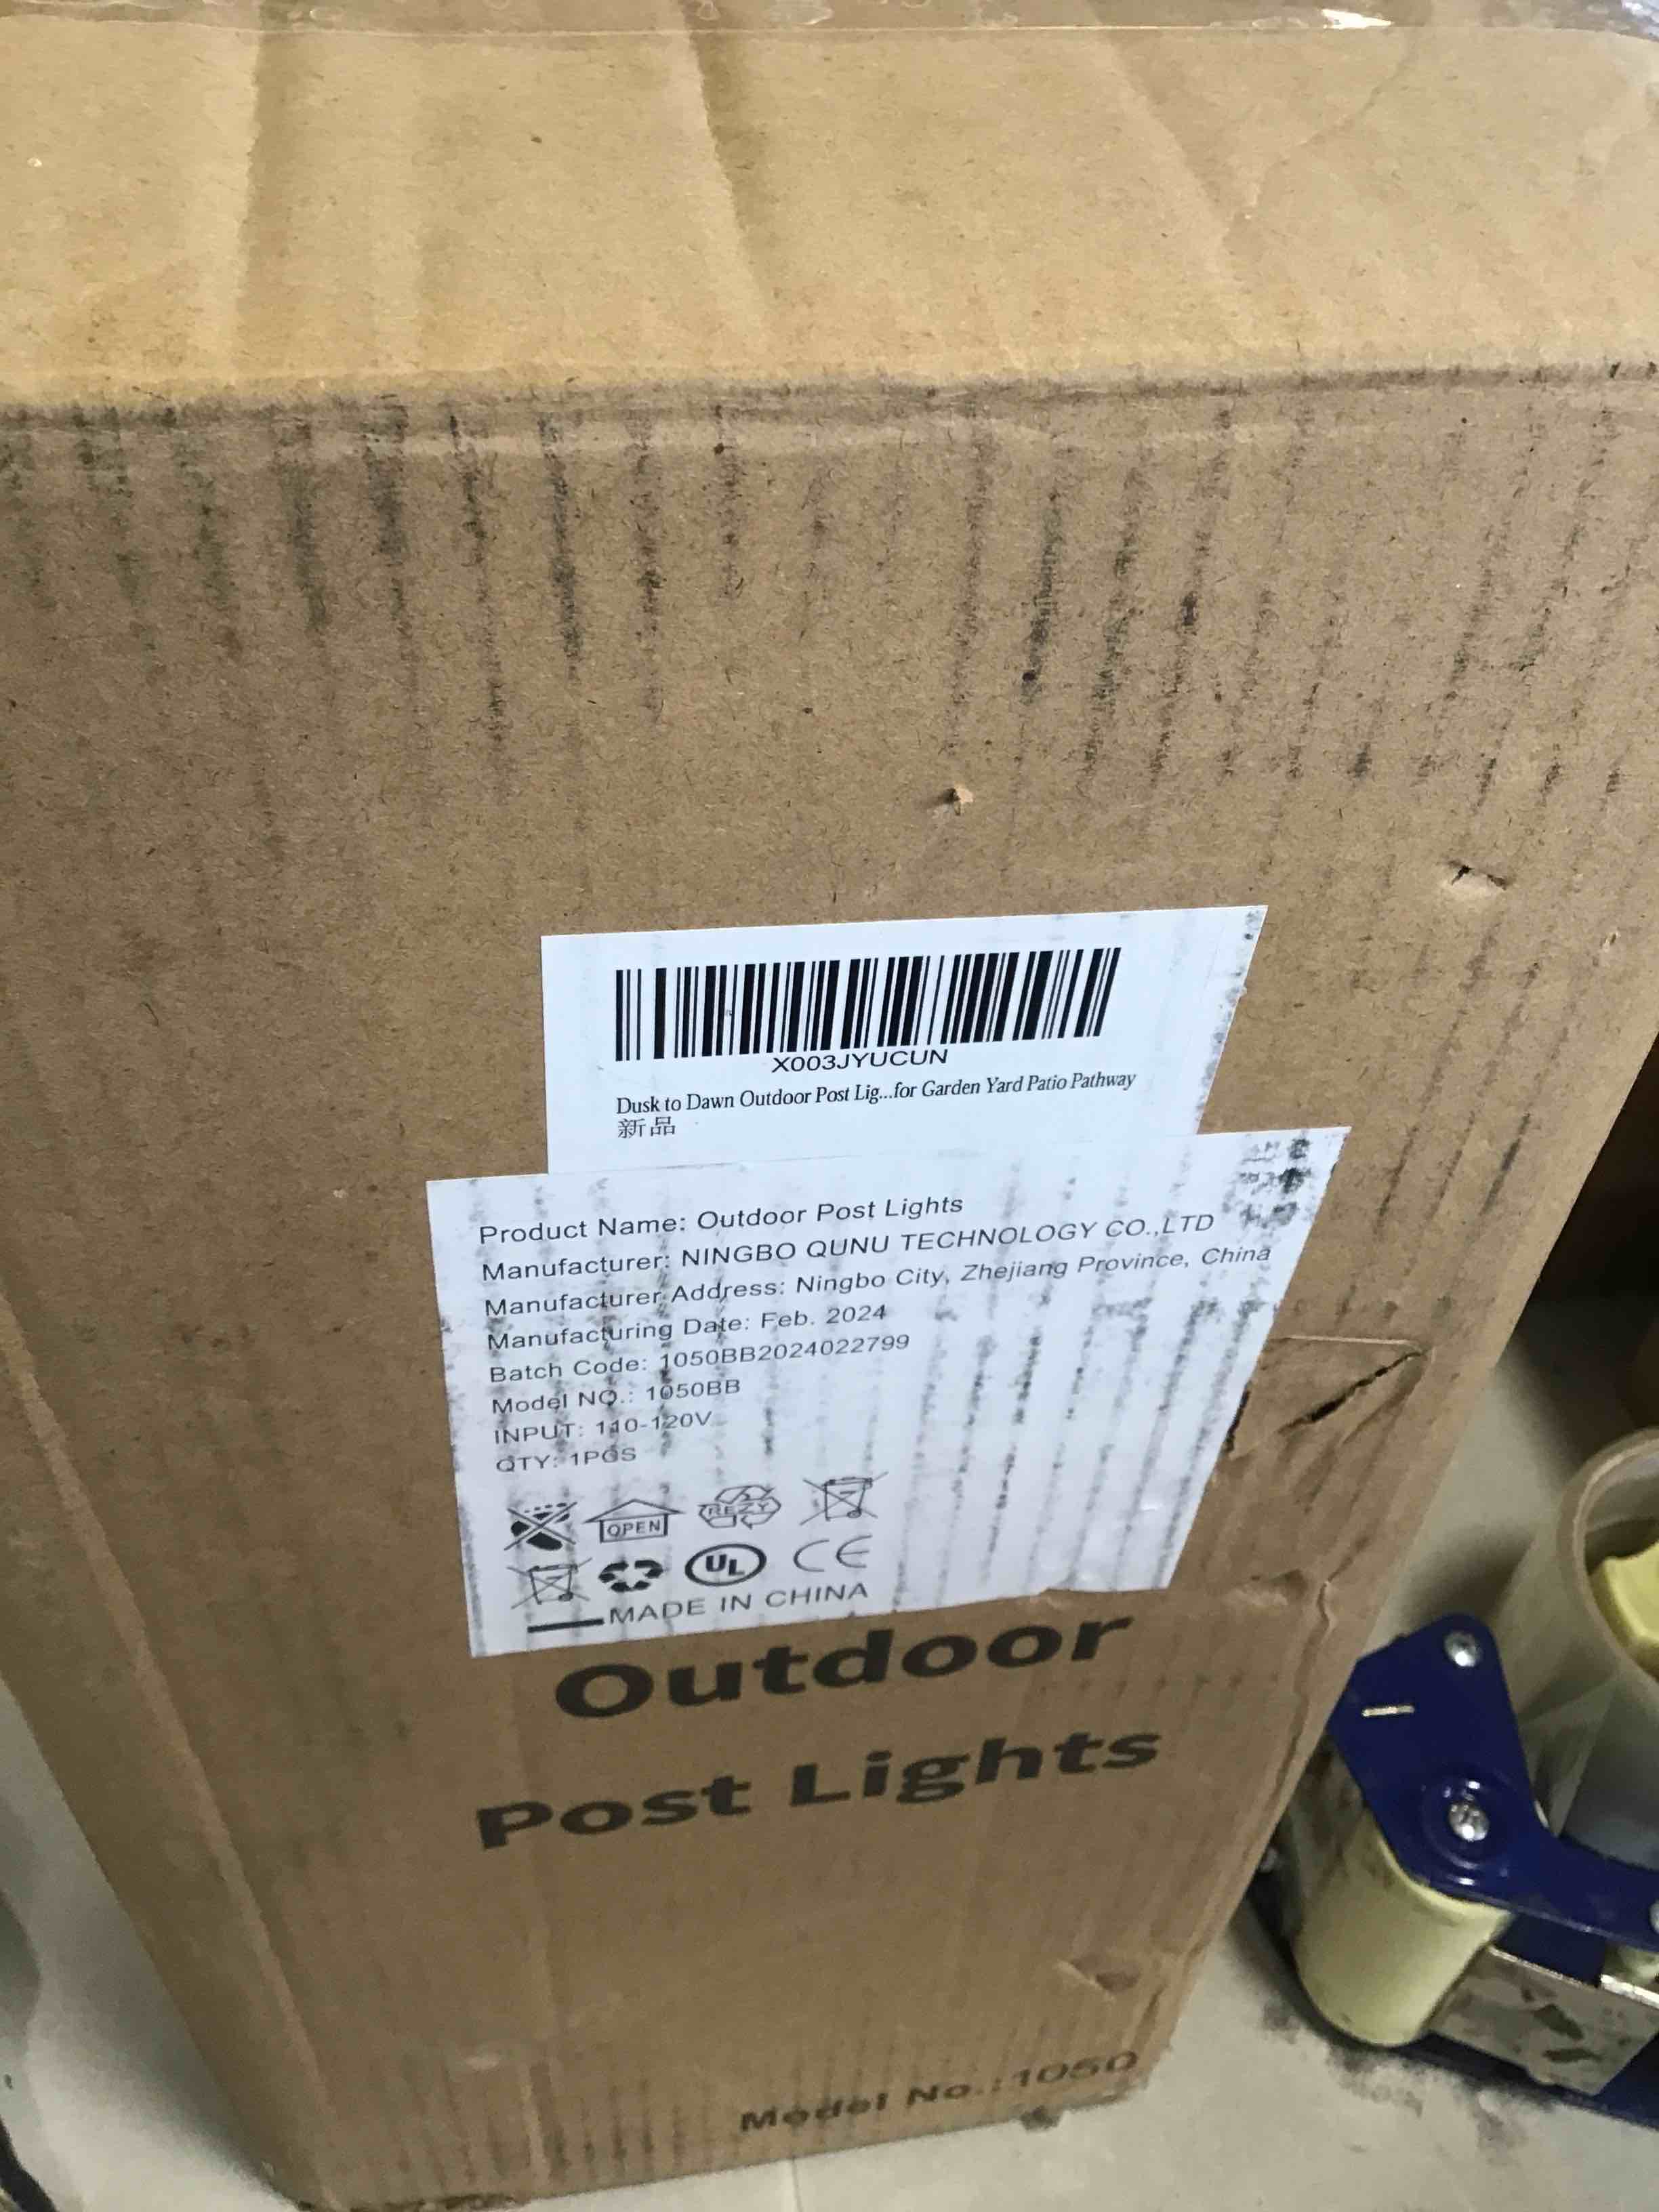 X003JYUCUN
Dusk to Dawn Outdoor Post Lig...for Garden Yard Patio Pathway
新品
Product Name: Outdoor Post Lights
Manufacturer: NINGBO QUNU TECHNOLOGY CO.,LTD
Manufacturer Address: Ningbo City, Zhejiang Province, China
Manufacturing Date: Feb. 2024
Batch Code: 1050BB2024022799
Model NO.: 1050BB
INPUT: 110-120V
QTY: 1PCS
OPEN
REZY
UL CE
MADE IN CHINA
Outdoor
Post Lights
Model No.:1050